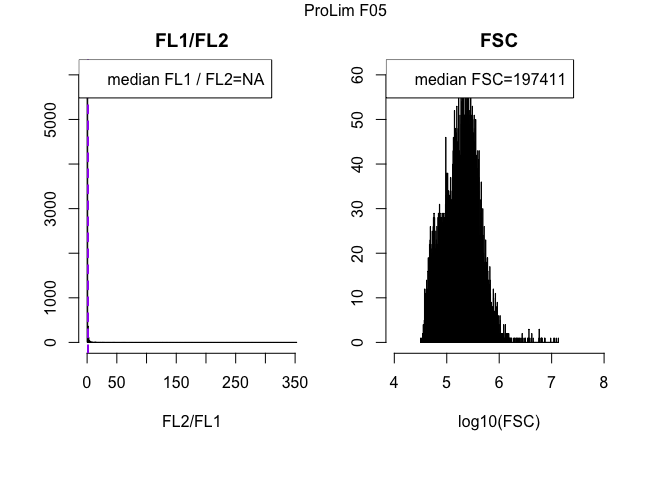 ProLim F05
FL1/FL2
median FL1 / FL2=NA
0
1000
3000
5000
0 50 150 250 350
FL2/FL1
FSC
median FSC=197411
0
10
20
30
40
50
60
4 5 6 7 8
log10(FSC)